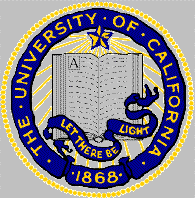 ·THE·UNIVERSITY·OF·CALIFORNIA·
A
LET THERE BE
LIGHT
·1868·